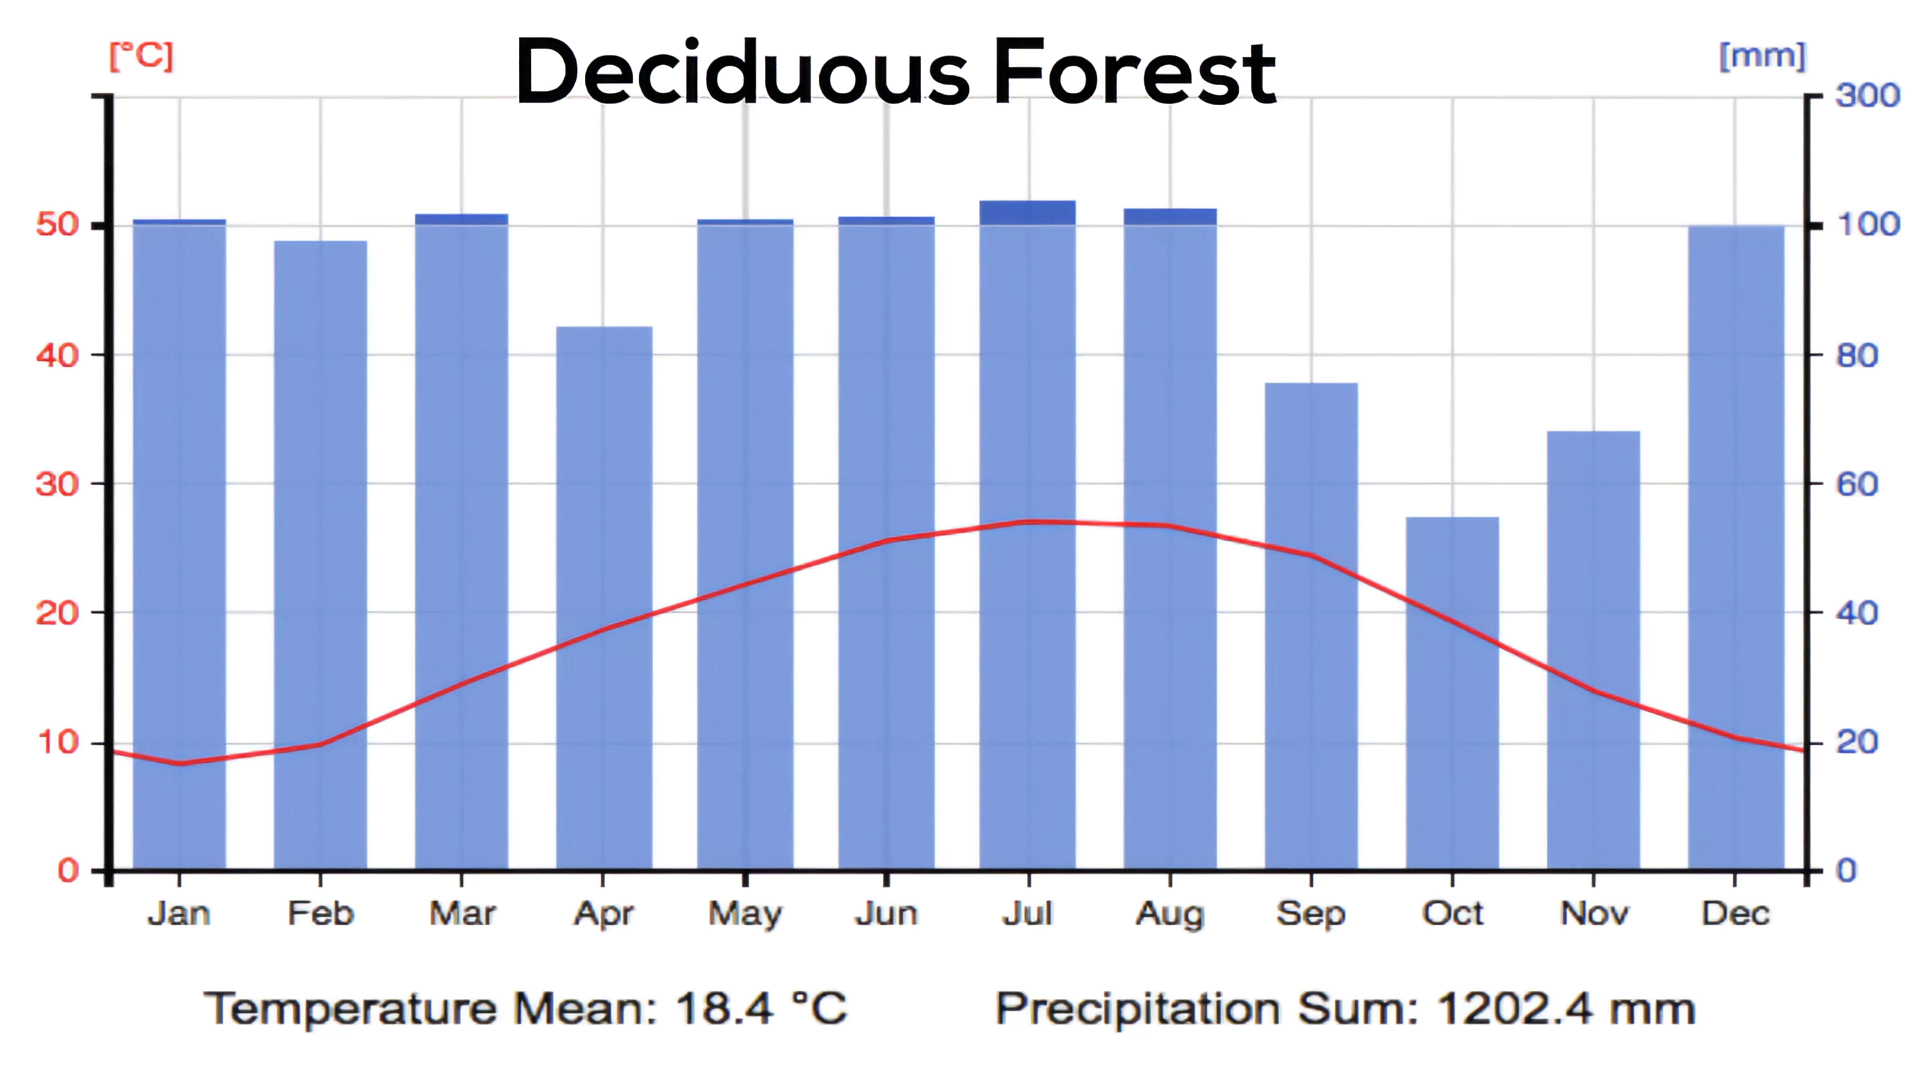 Deciduous Forest
[°C]
[mm]
300
50
100
40
80
30
60
20
40
10
20
0
0
Jan Feb Mar Apr May Jun Jul Aug Sep Oct Nov Dec
Temperature Mean: 18.4 °C Precipitation Sum: 1202.4 mm